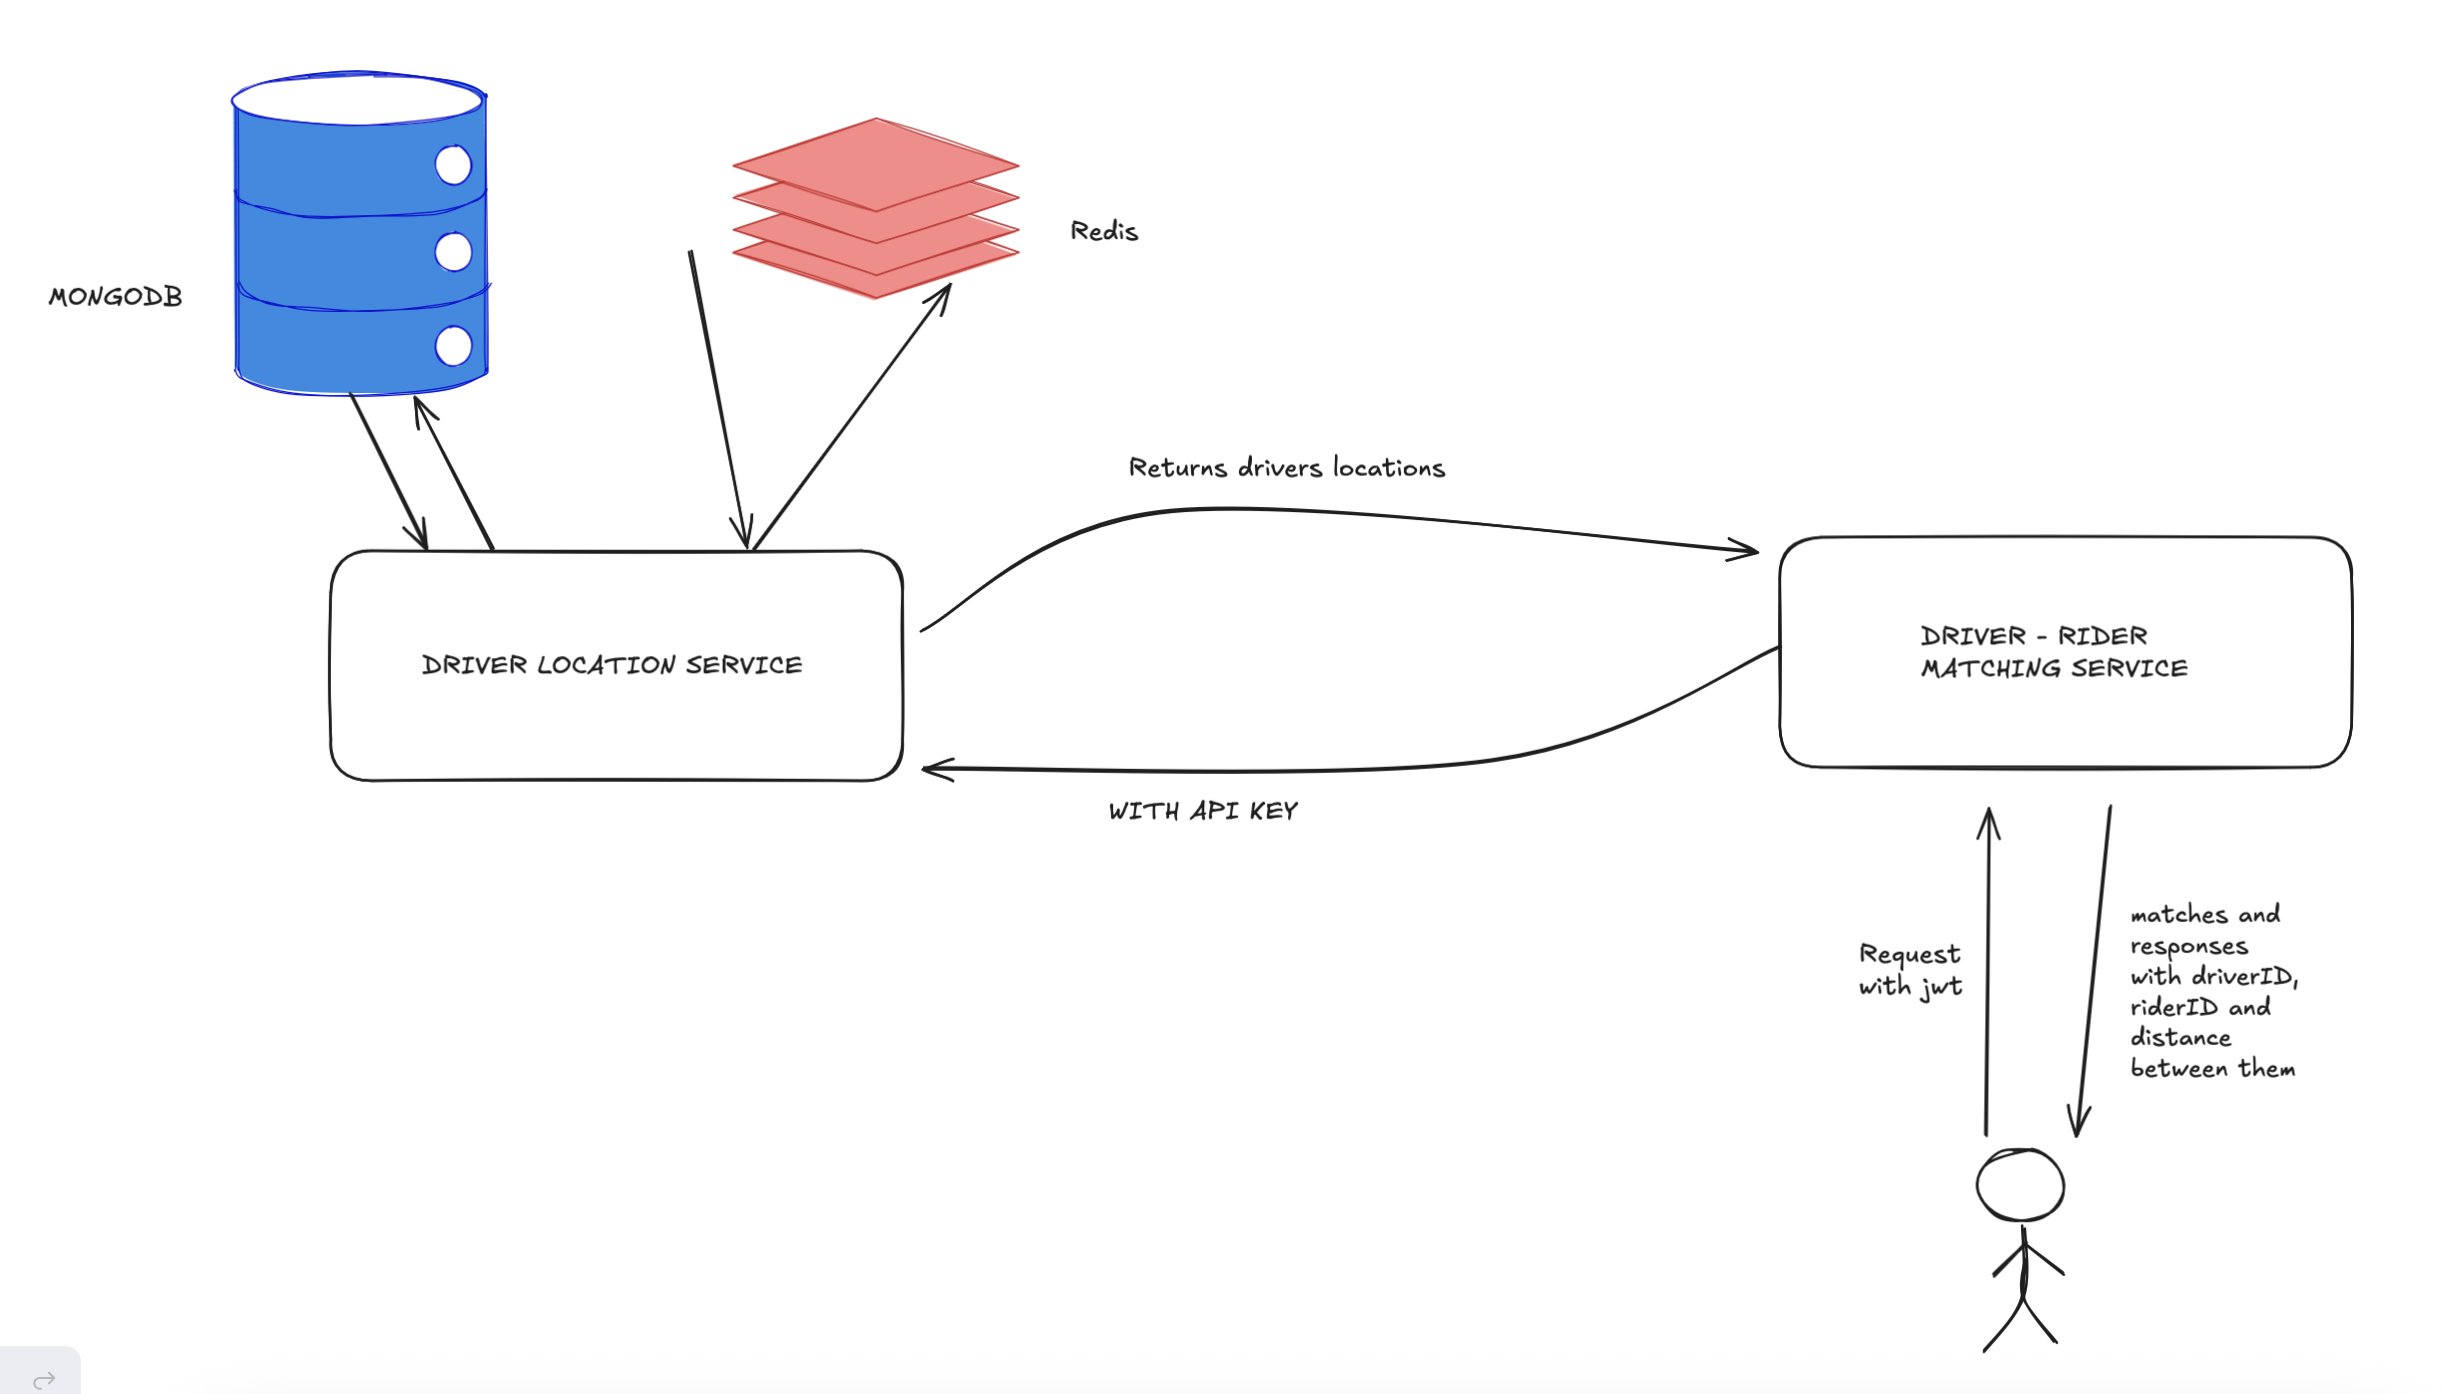 MONGODB
Redis
Returns drivers locations
DRIVER LOCATION SERVICE
DRIVER - RIDER
MATCHING SERVICE
WITH API KEY
Request
with jwt
matches and
responses
with driverID,
riderID and
distance
between them